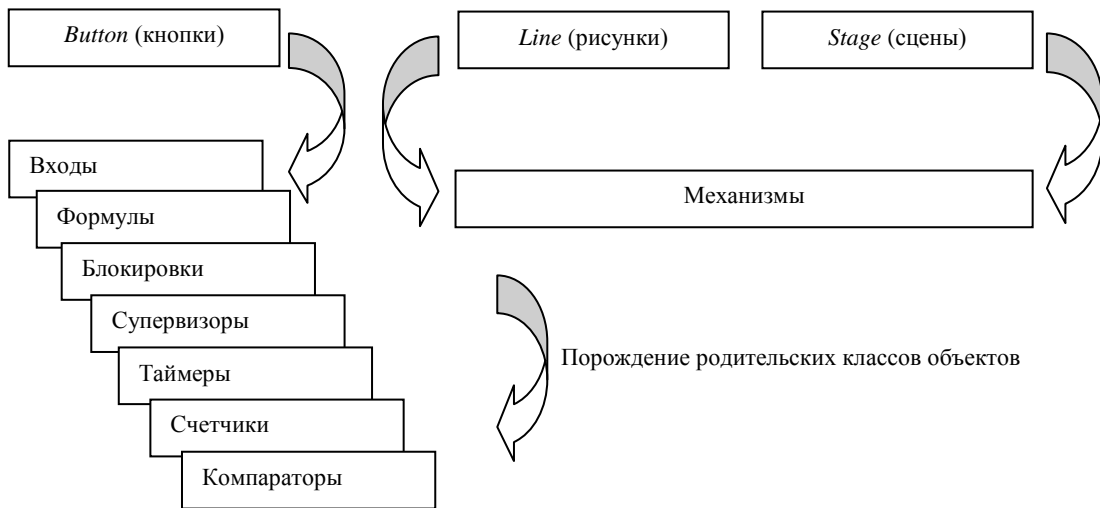 Button (кнопки)
Line (рисунки)
Stage (сцены)
Входы
Механизмы
Формулы
Блокировки
Супервизоры
Порождение родительских классов объектов
Таймеры
Счетчики
Компараторы